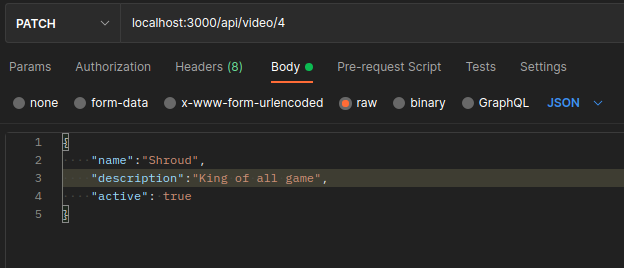 PATCH localhost:3000/api/video/4
Params Authorization Headers (8) Body Pre-request Script Tests Settings
none form-data x-www-form-urlencoded raw binary GraphQL JSON
1 {
2 "name":"Shroud",
3 "description":"King of all game",
4 "active": true
5 }